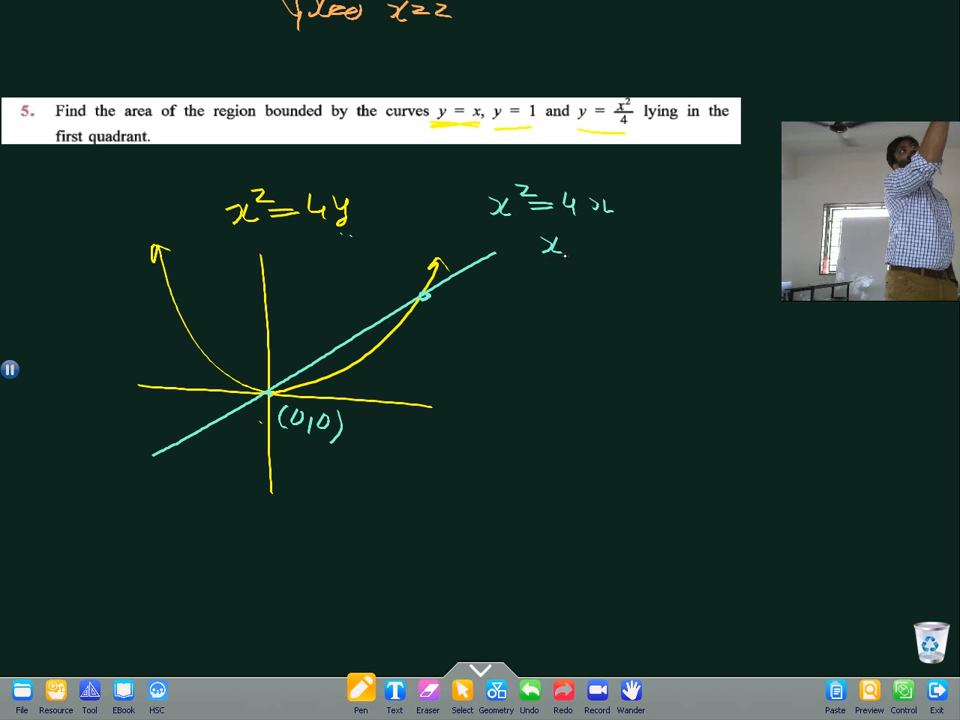 x=0 x=2
5. Find the area of the region bounded by the curves y = x, y = 1 and y = x²/4 lying in the
first quadrant.
x² = 4y
x² = 4x
x
(0,0)
File Resource Tool EBook HSC Pen Text Eraser Select Geometry Undo Redo Record Wander Paste Preview Control Exit